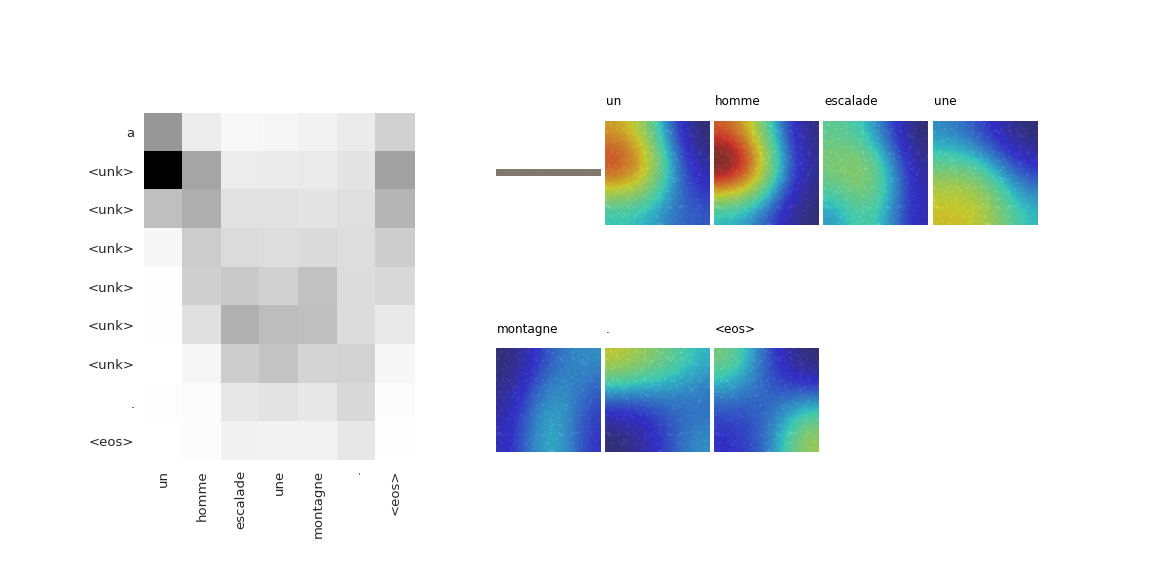 a
<unk>
<unk>
<unk>
<unk>
<unk>
<unk>
.
<eos>
un
homme
escalade
une
montagne
.
<eos>
un homme escalade une
montagne . <eos>